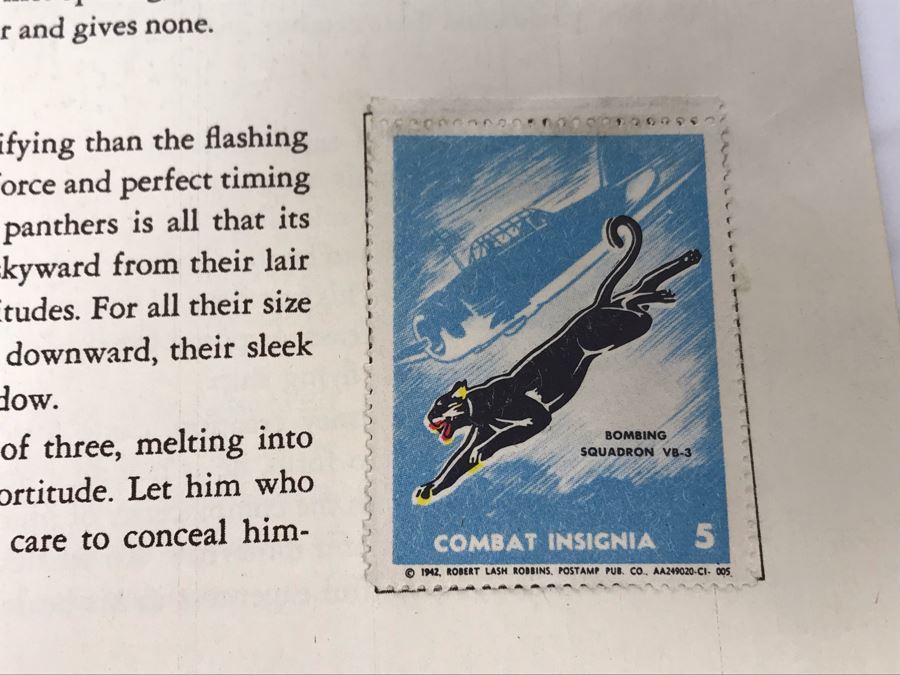 r and gives none.
ifying than the flashing
force and perfect timing
panthers is all that its
skyward from their lair
itudes. For all their size
downward, their sleek
dow.
of three, melting into
ortitude. Let him who
care to conceal him-
BOMBING
SQUADRON VB-3
COMBAT INSIGNIA 5
© 1942, ROBERT LASH ROBBINS, POSTAMP PUB. CO. AA249020-CI- 005